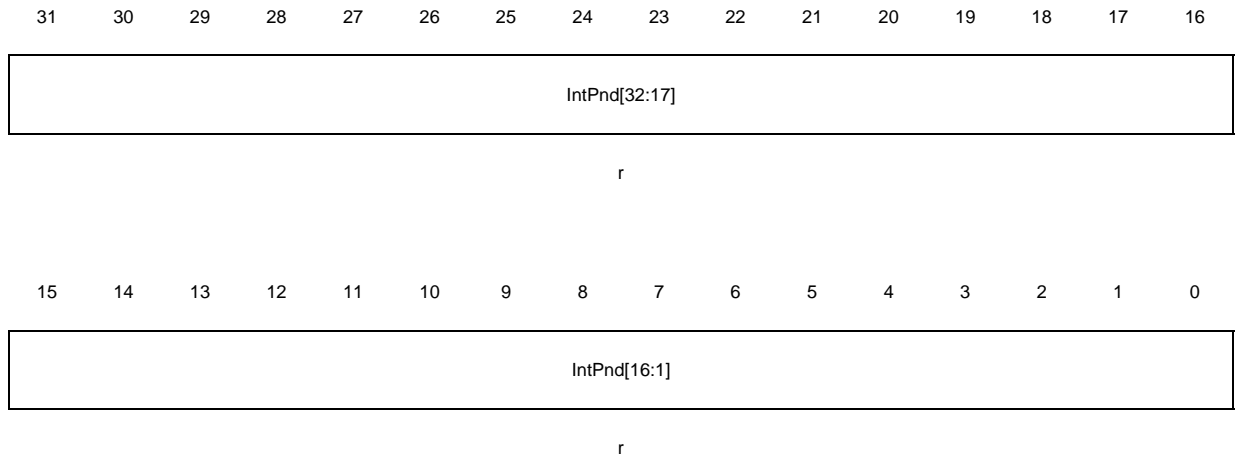 31 30 29 28 27 26 25 24 23 22 21 20 19 18 17 16
IntPnd[32:17]
r
15 14 13 12 11 10 9 8 7 6 5 4 3 2 1 0
IntPnd[16:1]
r